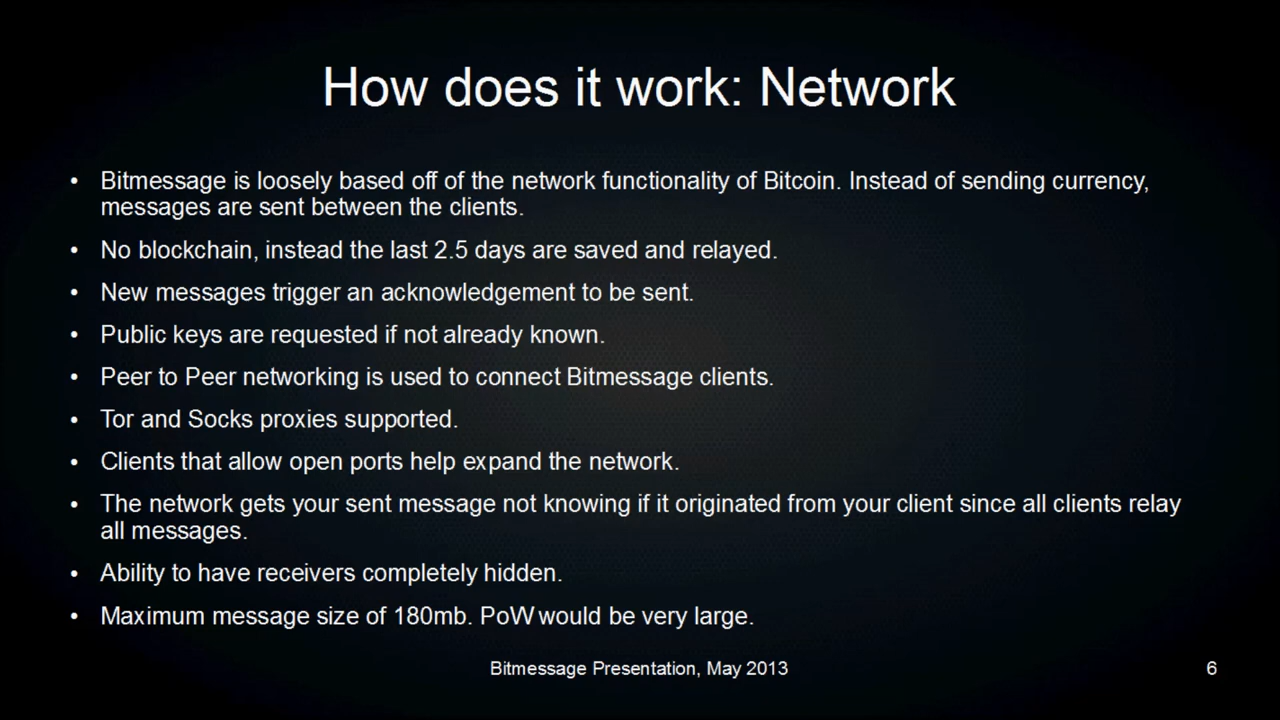 How does it work: Network
• Bitmessage is loosely based off of the network functionality of Bitcoin. Instead of sending currency,
messages are sent between the clients.
• No blockchain, instead the last 2.5 days are saved and relayed.
• New messages trigger an acknowledgement to be sent.
• Public keys are requested if not already known.
• Peer to Peer networking is used to connect Bitmessage clients.
• Tor and Socks proxies supported.
• Clients that allow open ports help expand the network.
• The network gets your sent message not knowing if it originated from your client since all clients relay
all messages.
• Ability to have receivers completely hidden.
• Maximum message size of 180mb. PoW would be very large.
Bitmessage Presentation, May 2013
6